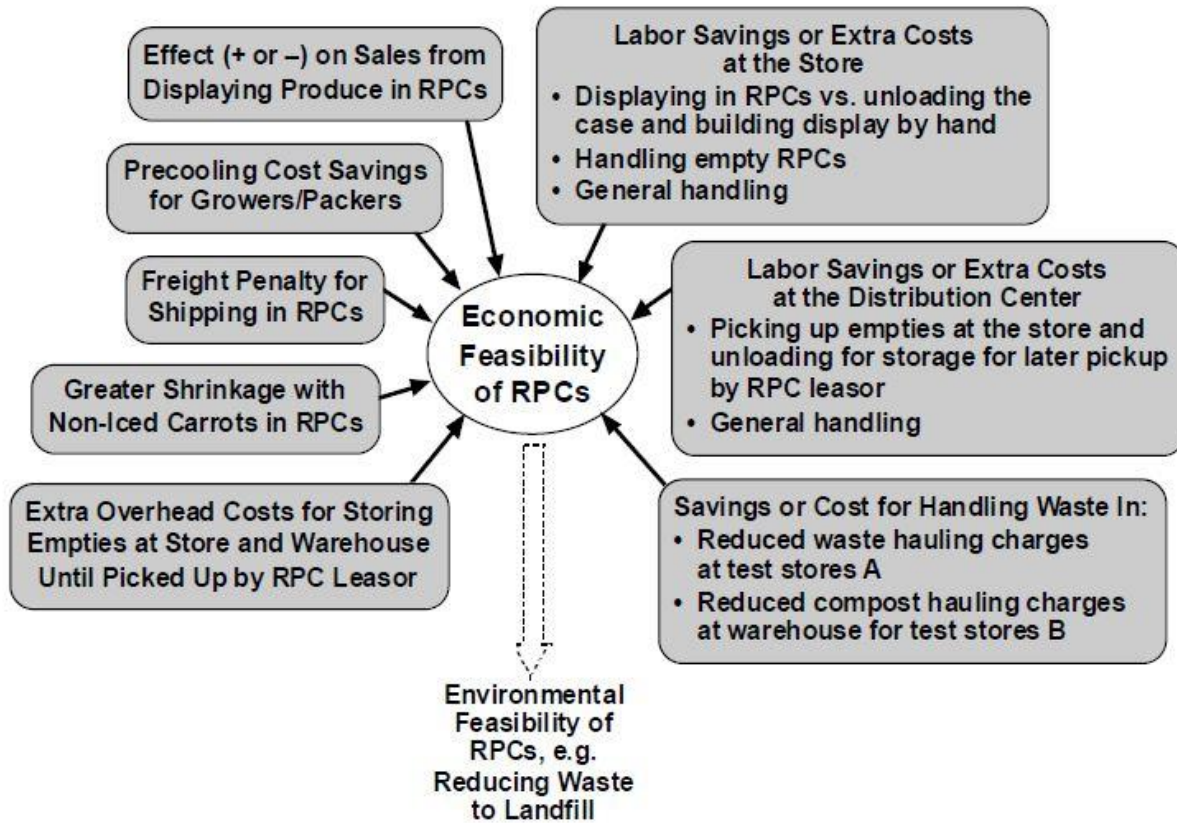 Effect (+ or –) on Sales from
Displaying Produce in RPCs
Precooling Cost Savings
for Growers/Packers
Freight Penalty for
Shipping in RPCs
Greater Shrinkage with
Non-Iced Carrots in RPCs
Extra Overhead Costs for Storing
Empties at Store and Warehouse
Until Picked Up by RPC Leasor
Labor Savings or Extra Costs
at the Store
• Displaying in RPCs vs. unloading the
case and building display by hand
• Handling empty RPCs
• General handling
Labor Savings or Extra Costs
at the Distribution Center
• Picking up empties at the store and
unloading for storage for later pickup
by RPC leasor
• General handling
Savings or Cost for Handling Waste In:
• Reduced waste hauling charges
at test stores A
• Reduced compost hauling charges
at warehouse for test stores B
Economic
Feasibility
of RPCs
Environmental
Feasibility of
RPCs, e.g.
Reducing Waste
to Landfill